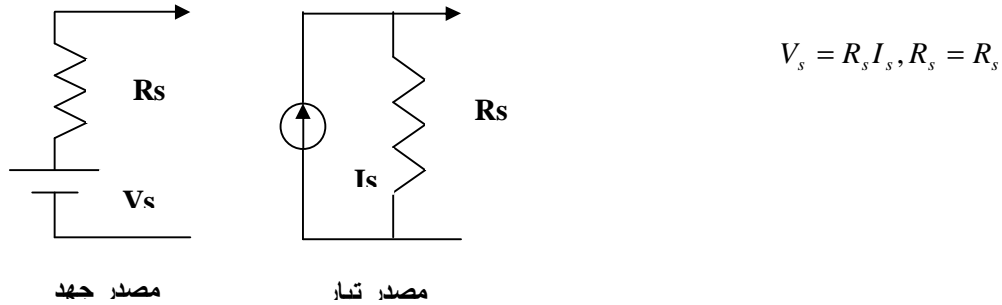 Rs
Vs
Is
Rs
V_s = R_s I_s , R_s = R_s
مصدر جهد
مصدر تيار